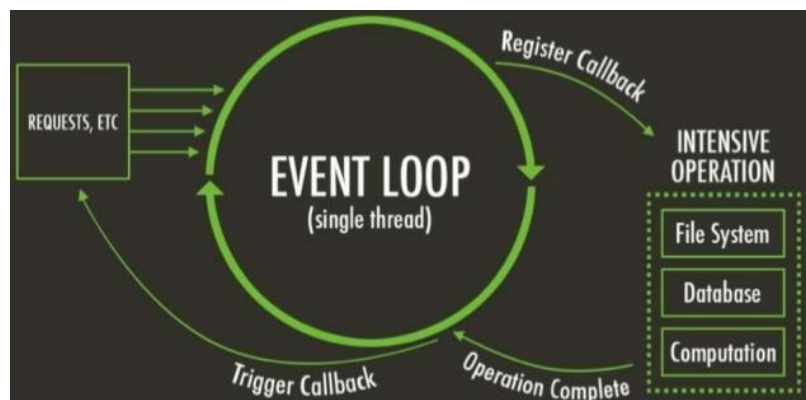 REQUESTS, ETC
EVENT LOOP
(single thread)
Register Callback
INTENSIVE
OPERATION
File System
Database
Computation
Operation Complete
Trigger Callback